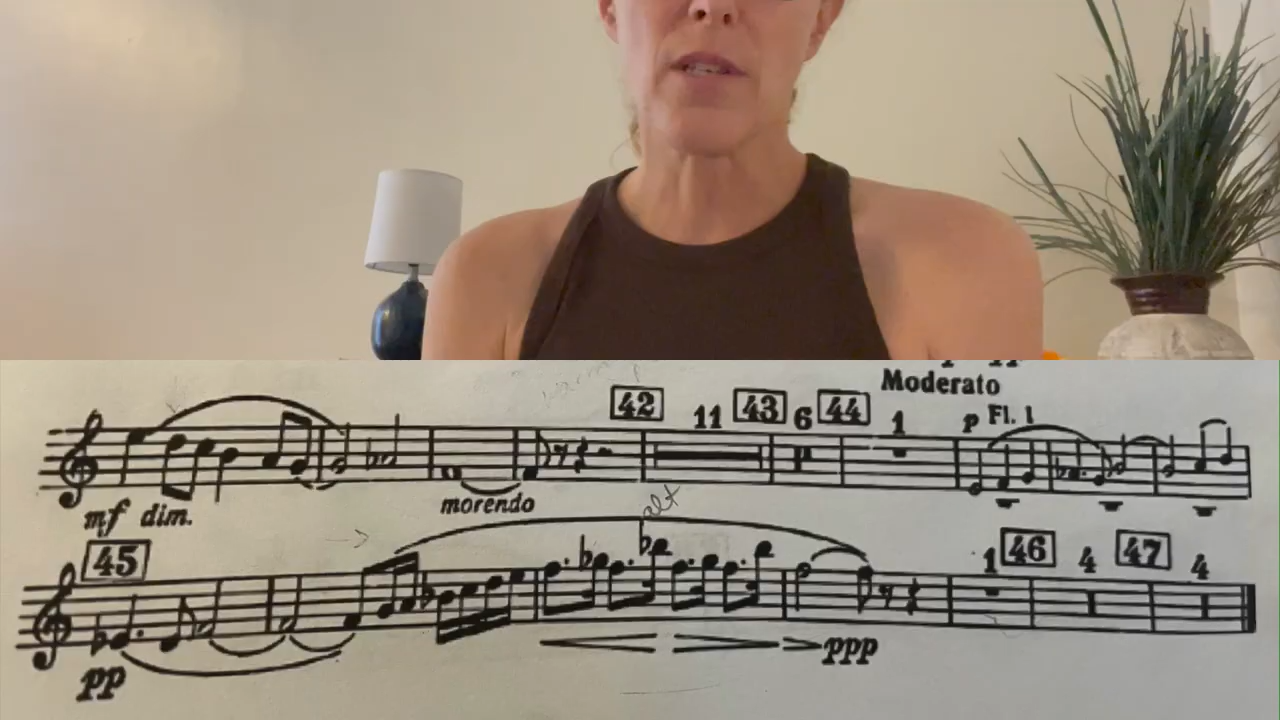 Moderato
42 11 43 6 44 1 p Fl. 1
mf dim. morendo
alt
45 1 46 4 47 4
pp ppp